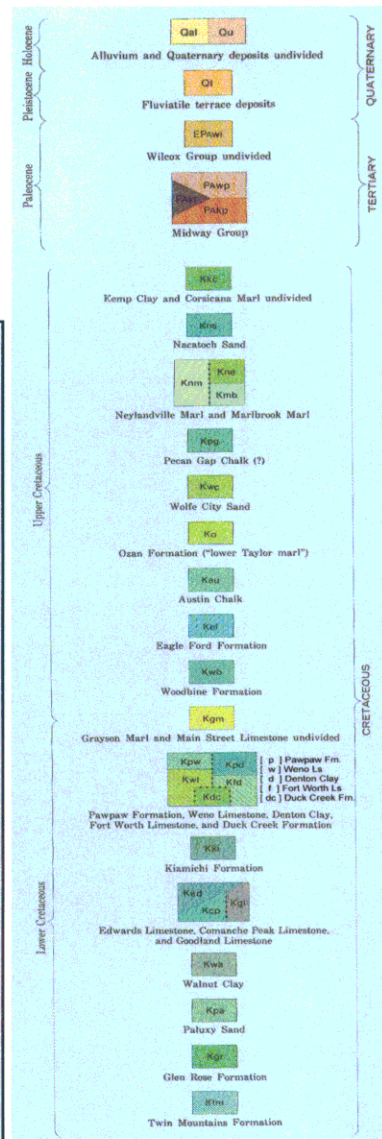 Holocene
Pleistocene
QUATERNARY
Qal Qu
Alluvium and Quaternary deposits undivided
Qt
Fluviatile terrace deposits
Paleocene
TERTIARY
EPAwi
Wilcox Group undivided
PAwp
PAkp
Midway Group
Upper Cretaceous
CRETACEOUS
Kkc
Kemp Clay and Corsicana Marl undivided
Kns
Nacatoch Sand
Knm Kne
Kmb
Neylandville Marl and Marlbrook Marl
Kpg
Pecan Gap Chalk (?)
Kwc
Wolfe City Sand
Ko
Ozan Formation ("lower Taylor marl")
Kau
Austin Chalk
Kef
Eagle Ford Formation
Kwb
Woodbine Formation
Lower Cretaceous
Kgm
Grayson Marl and Main Street Limestone undivided
Kpw Kpd
Kwf Kfd
Kdc
p ] Pawpaw Fm.
w ] Weno Ls
d ] Denton Clay
f ] Fort Worth Ls
dc ] Duck Creek Fm.
Pawpaw Formation, Weno Limestone, Denton Clay,
Fort Worth Limestone, and Duck Creek Formation
Kki
Kiamichi Formation
Ked
Kcp Kgl
Edwards Limestone, Comanche Peak Limestone,
and Goodland Limestone
Kwa
Walnut Clay
Kpa
Paluxy Sand
Kgr
Glen Rose Formation
Ktm
Twin Mountains Formation